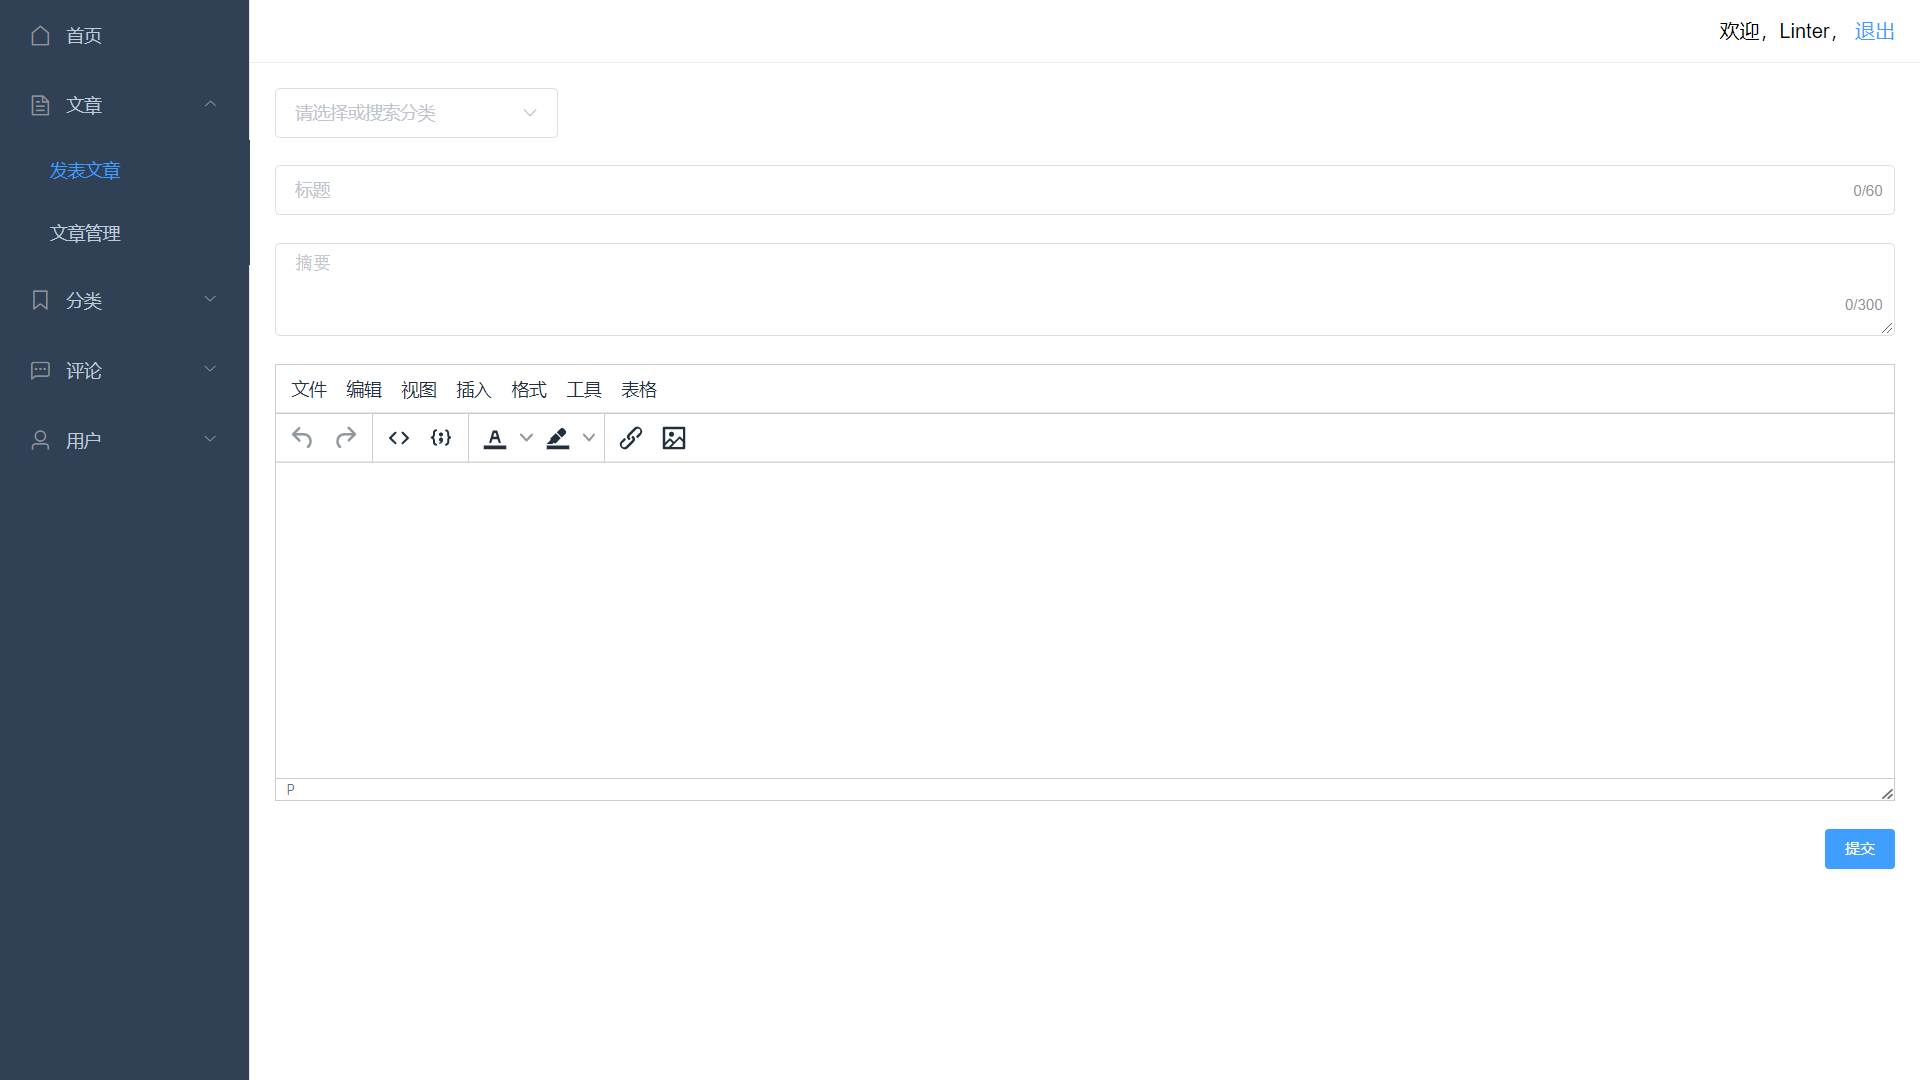 首页
文章
发表文章
文章管理
分类
评论
用户
欢迎，Linter， 退出
请选择或搜索分类
标题 0/60
摘要
0/300
文件 编辑 视图 插入 格式 工具 表格
A
P
提交